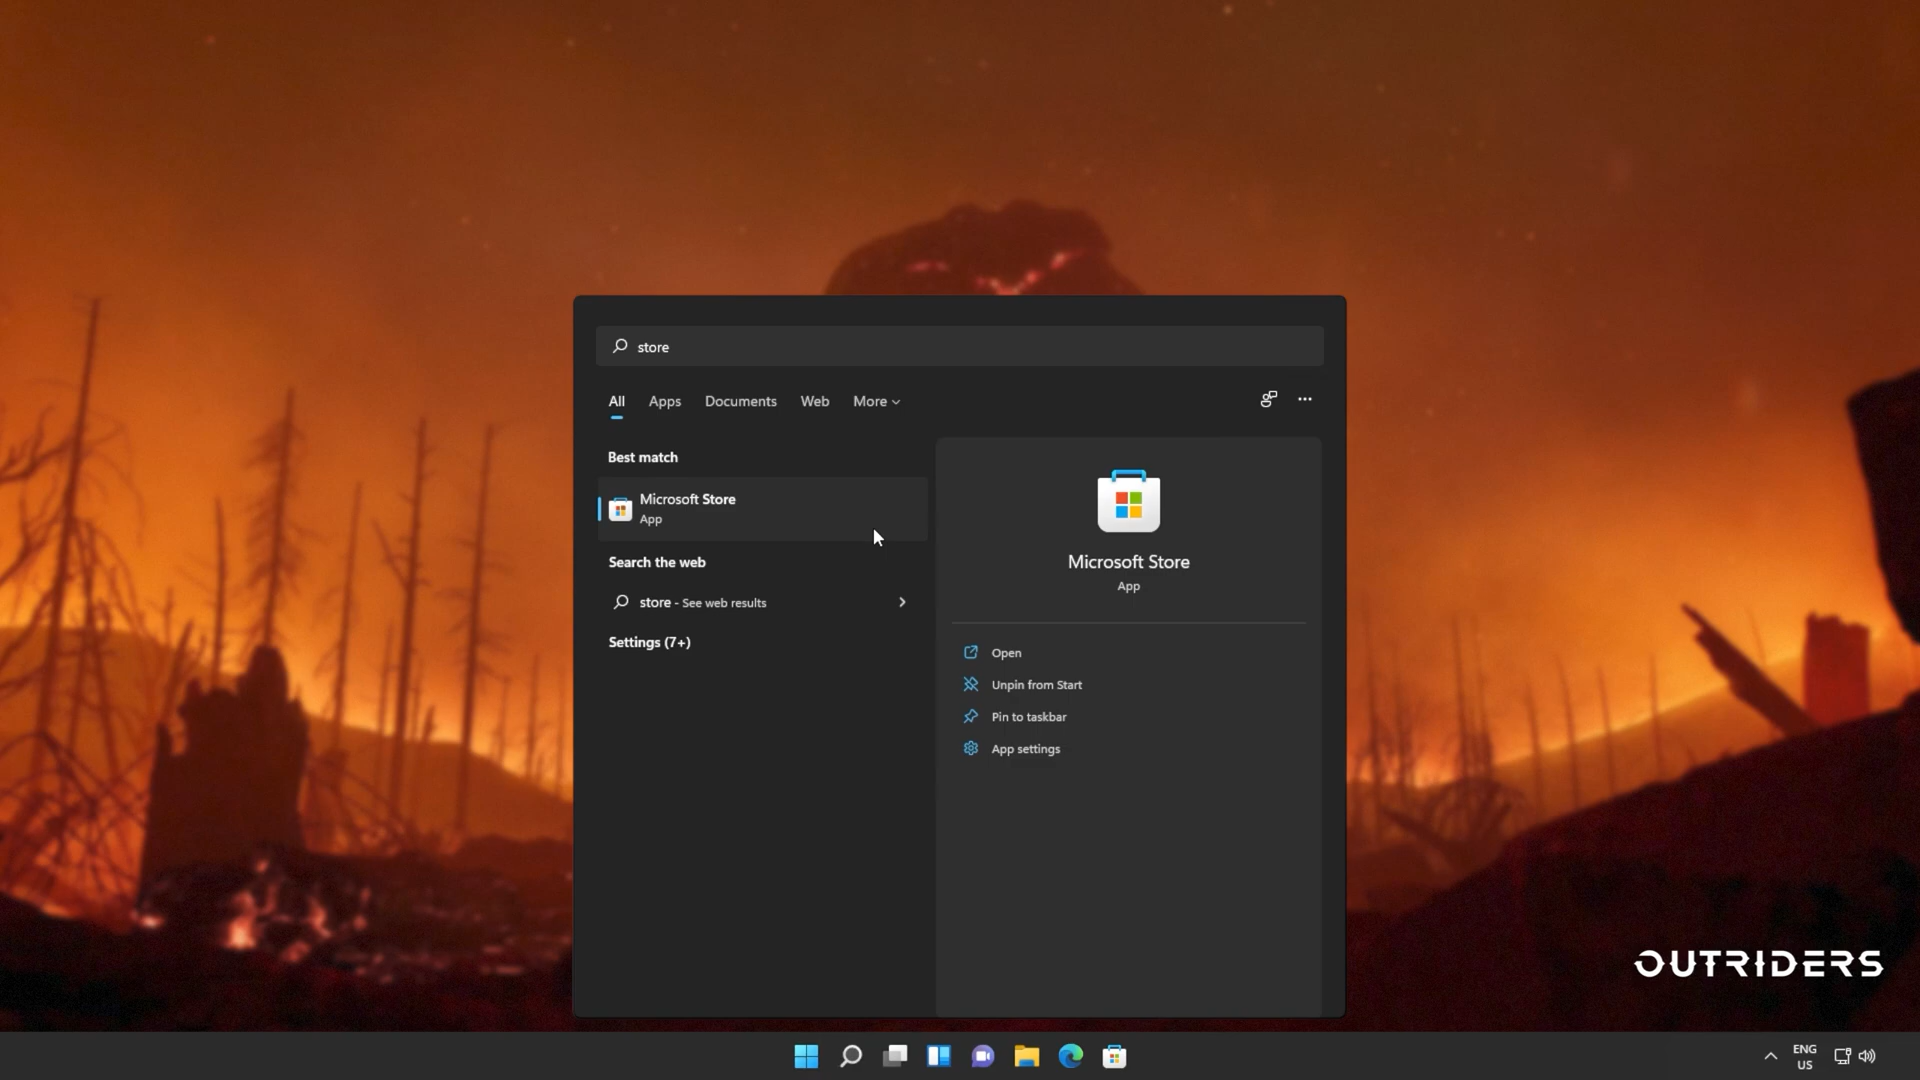 store
All Apps Documents Web More
Best match
Microsoft Store
App
Search the web
store - See web results
Settings (7+)
Microsoft Store
App
Open
Unpin from Start
Pin to taskbar
App settings
OUTRIDERS
ENG
US